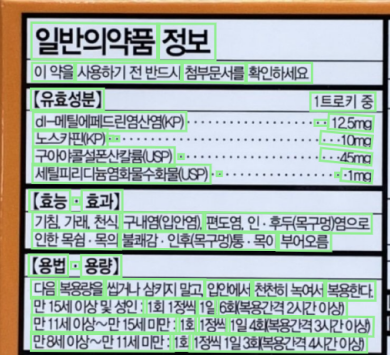 일반의약품 정보
이 약을 사용하기 전 반드시 첨부문서를 확인하세요
【유효성분】 1트로키 중
dl-메틸에페드린염산염(KP) 12.5mg
노스카핀(KP) 10mg
구아야콜설폰산칼륨(USP) 45mg
세틸피리디늄염화물수화물(USP) 1mg
【효능·효과】
기침, 가래, 천식, 구내염(입안염), 편도염, 인·후두(목구멍)염으로
인한 목쉼·목의 불쾌감·인후(목구멍)통·목이 부어오름
【용법·용량】
다음 복용량을 씹거나 삼키지 말고, 입안에서 천천히 녹여서 복용한다.
만 15세 이상 및 성인 : 1회 1정씩 1일 6회(복용간격 2시간 이상)
만 11세 이상~만 15세 미만 : 1회 1정씩 1일 4회(복용간격 3시간 이상)
만 8세 이상~만 11세 미만 : 1회 1정씩 1일 3회(복용간격 4시간 이상)